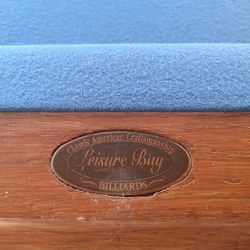 Classic American Craftsmanship
Leisure Bay
BILLIARDS